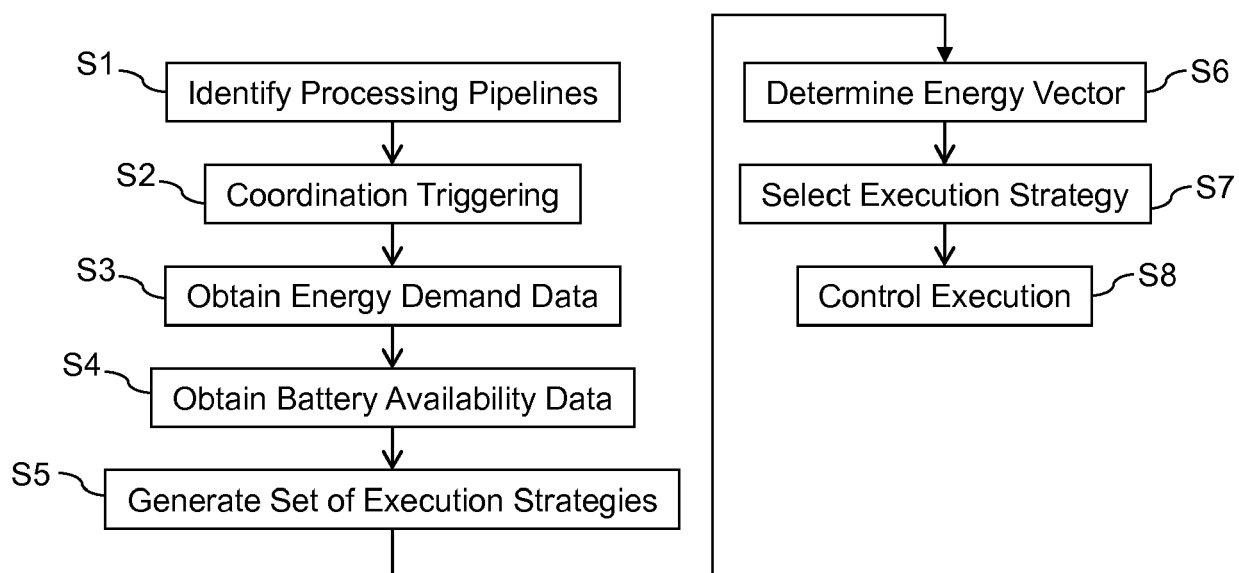 S1
Identify Processing Pipelines
S2
Coordination Triggering
S3
Obtain Energy Demand Data
S4
Obtain Battery Availability Data
S5
Generate Set of Execution Strategies
S6
Determine Energy Vector
S7
Select Execution Strategy
S8
Control Execution